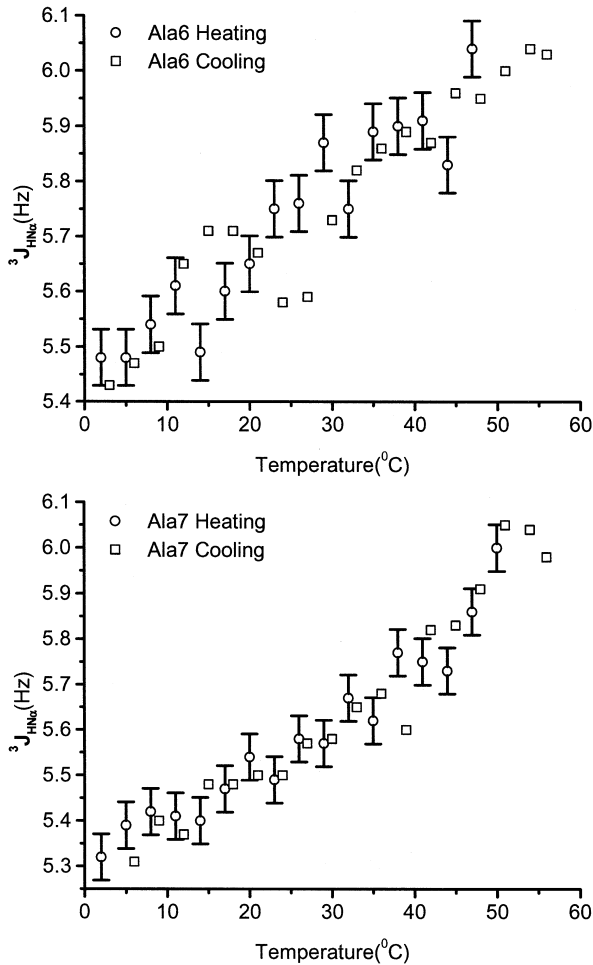 6.1
Ala6 Heating
Ala6 Cooling
6.0
5.9
5.8
5.7
5.6
5.5
5.4
³J_HNα(Hz)
0 10 20 30 40 50 60
Temperature(⁰C)
6.1
Ala7 Heating
Ala7 Cooling
6.0
5.9
5.8
5.7
5.6
5.5
5.4
5.3
³J_HNα(Hz)
0 10 20 30 40 50 60
Temperature(⁰C)